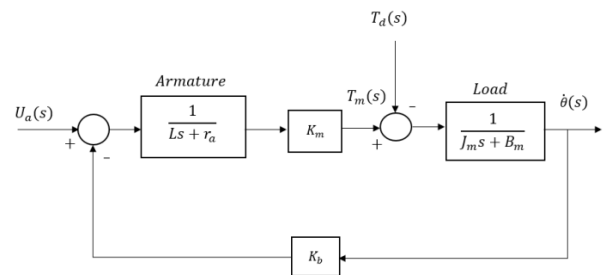 T_d(s)
Armature
Load
U_a(s)
T_m(s)
θ̇(s)
+
−
1
Ls + r_a
K_m
+
−
1
J_m s + B_m
K_b